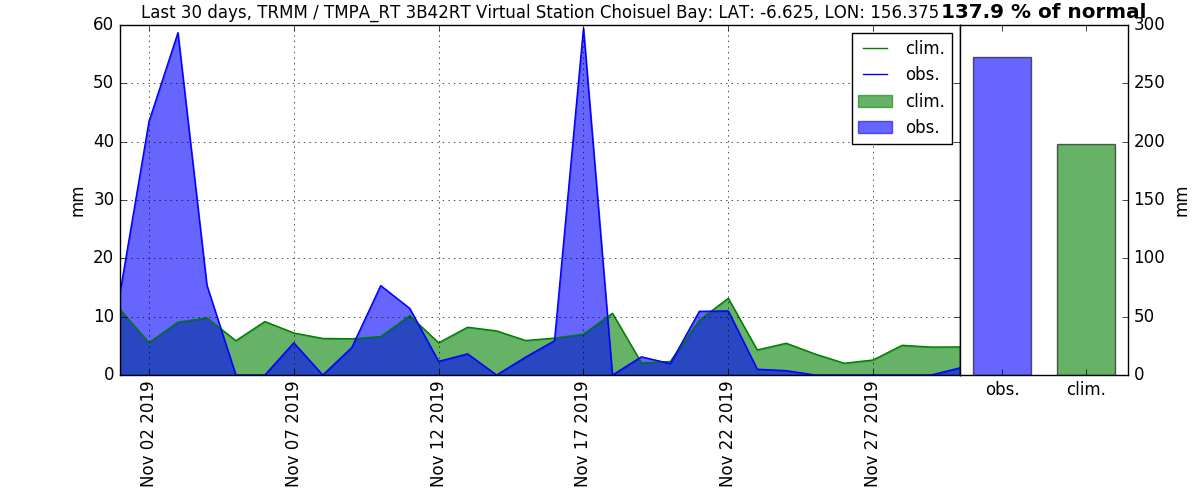 Last 30 days, TRMM / TMPA_RT 3B42RT Virtual Station Choisuel Bay: LAT: -6.625, LON: 156.375
137.9 % of normal
60
50
40
30
20
10
0
mm
clim.
obs.
clim.
obs.
Nov 02 2019
Nov 07 2019
Nov 12 2019
Nov 17 2019
Nov 22 2019
Nov 27 2019
300
250
200
150
100
50
0
mm
obs.
clim.